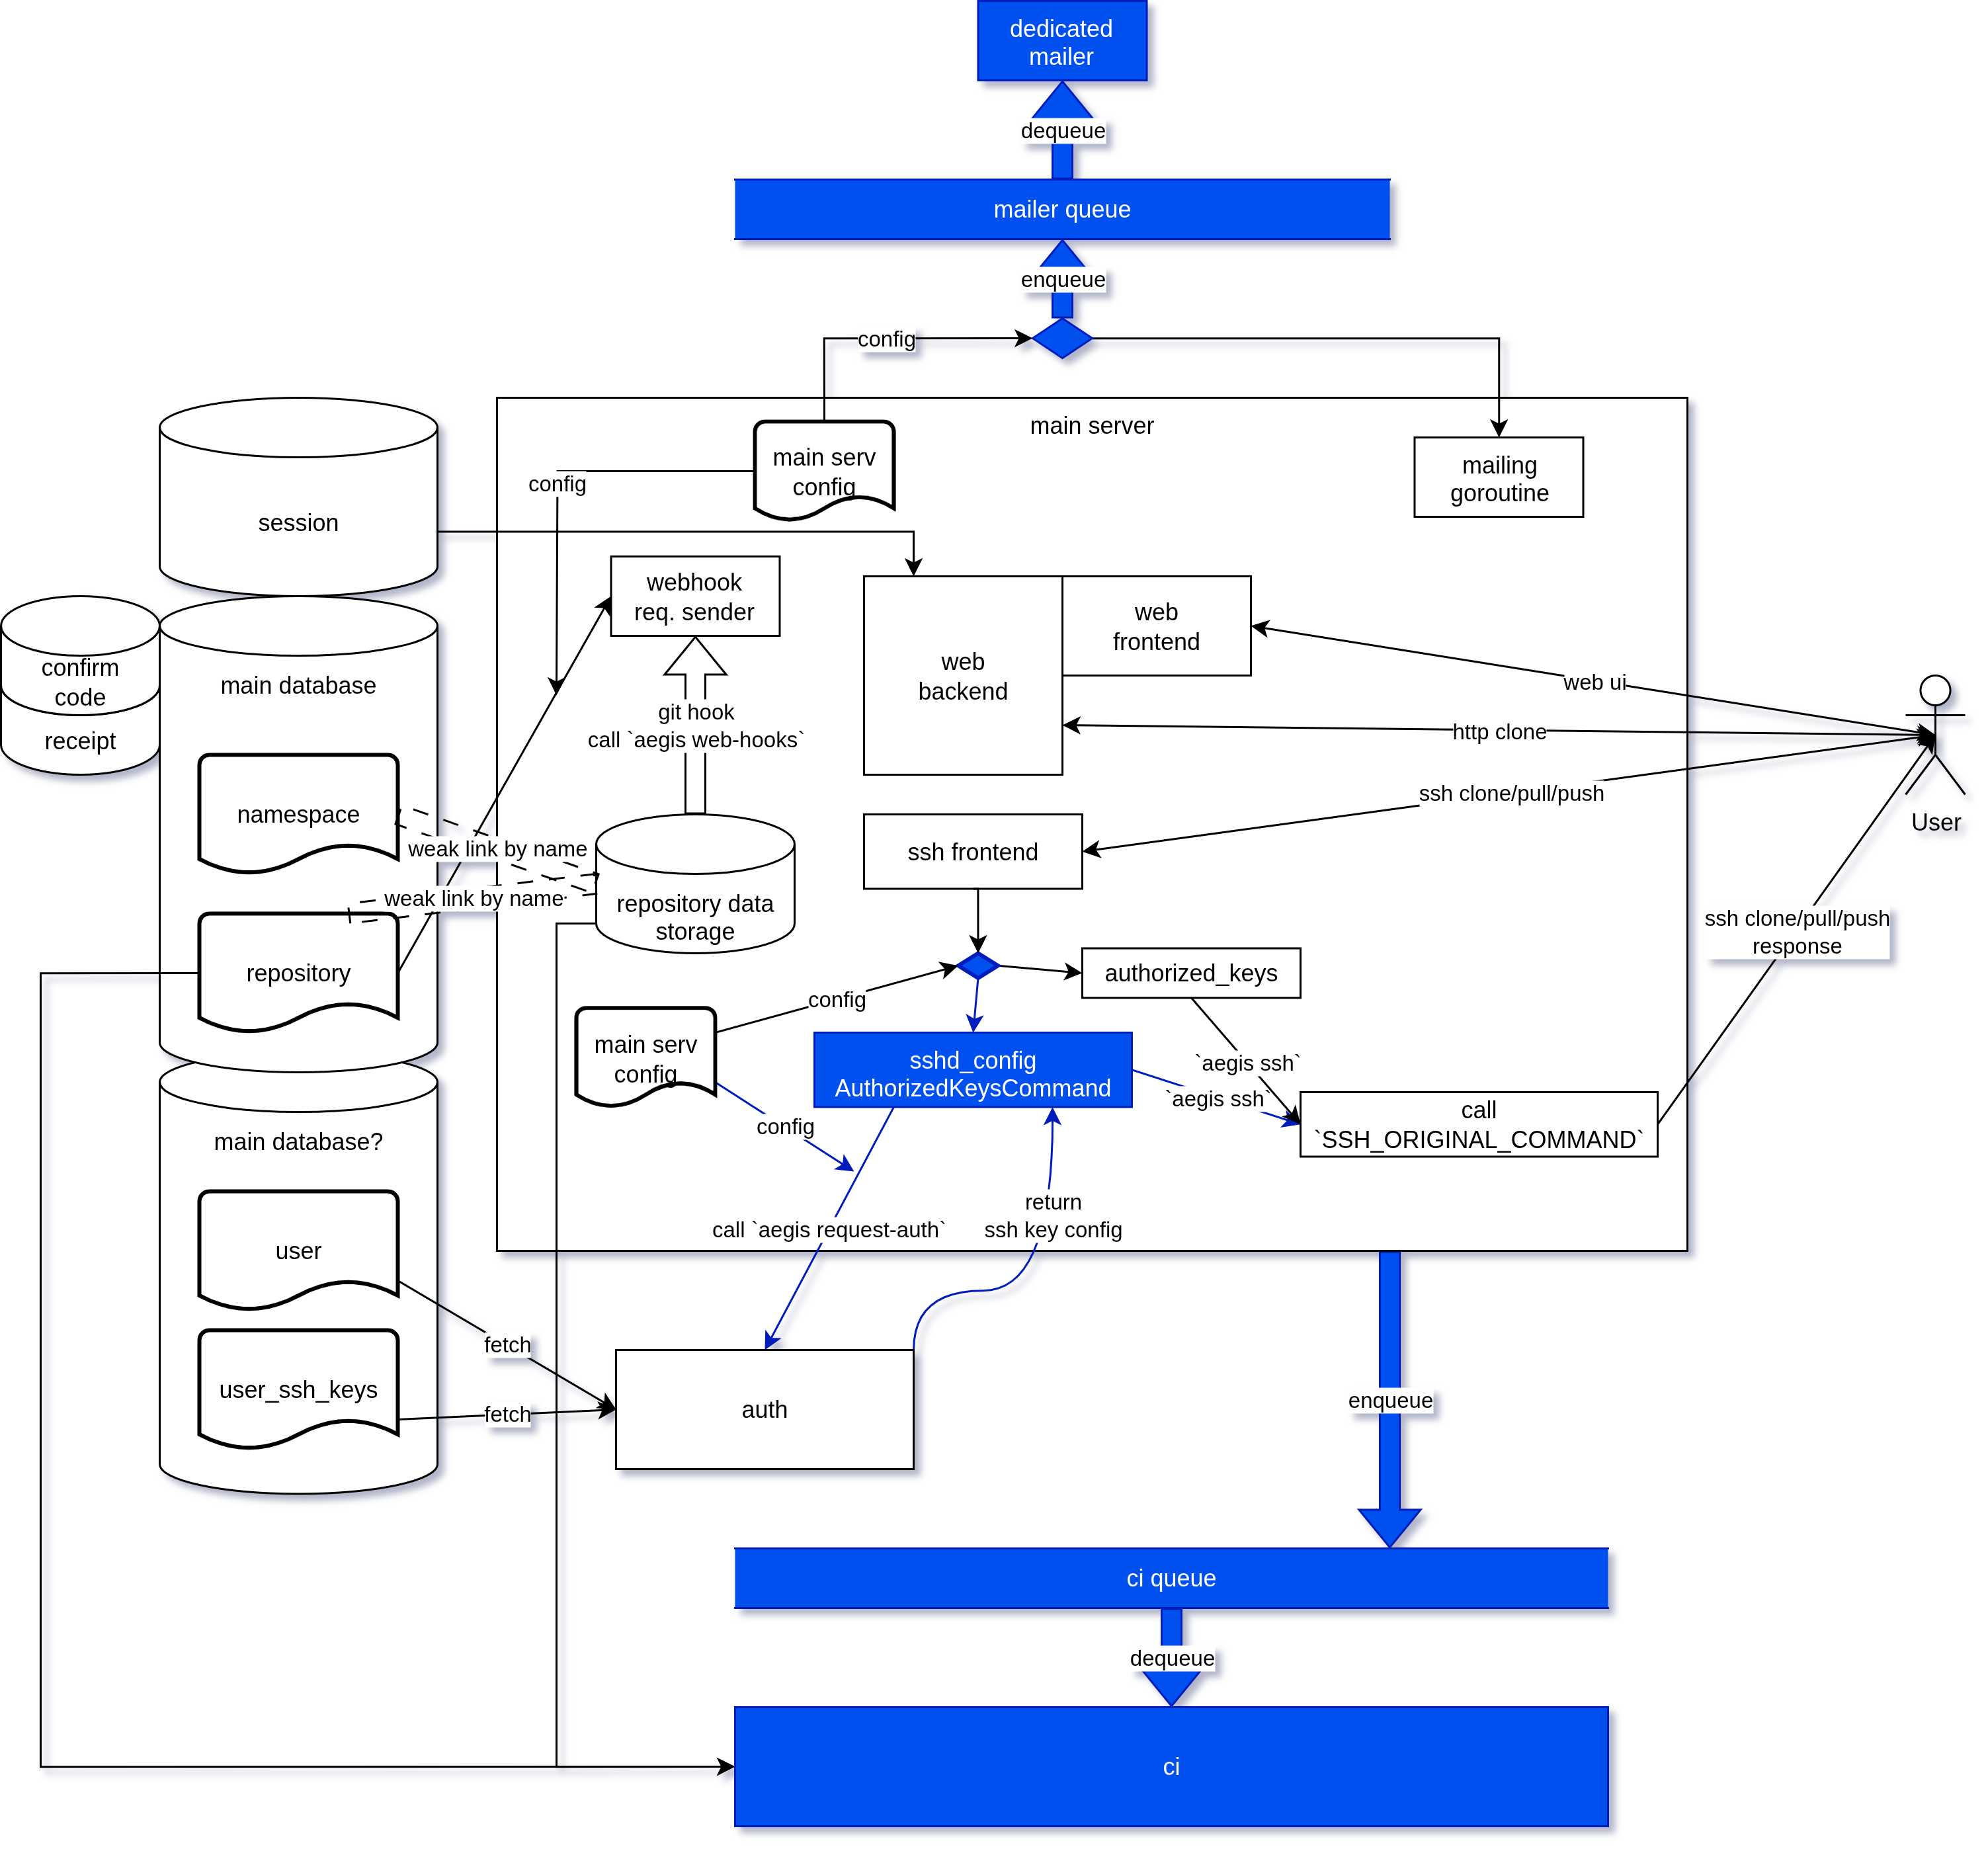 dedicated
mailer
dequeue
mailer queue
enqueue
config
main server
main serv
config
mailing
goroutine
config
session
webhook
req. sender
web
backend
web
frontend
confirm
code
receipt
main database
web ui
git hook
call `aegis web-hooks`
http clone
namespace
ssh clone/pull/push
User
weak link by name
ssh frontend
weak link by name
repository data
storage
ssh clone/pull/push
response
repository
authorized_keys
config
main serv
config
sshd_config
AuthorizedKeysCommand
`aegis ssh`
`aegis ssh`
call
`SSH_ORIGINAL_COMMAND`
main database?
config
user
call `aegis request-auth`
return
ssh key config
fetch
user_ssh_keys
fetch
auth
enqueue
ci queue
dequeue
ci